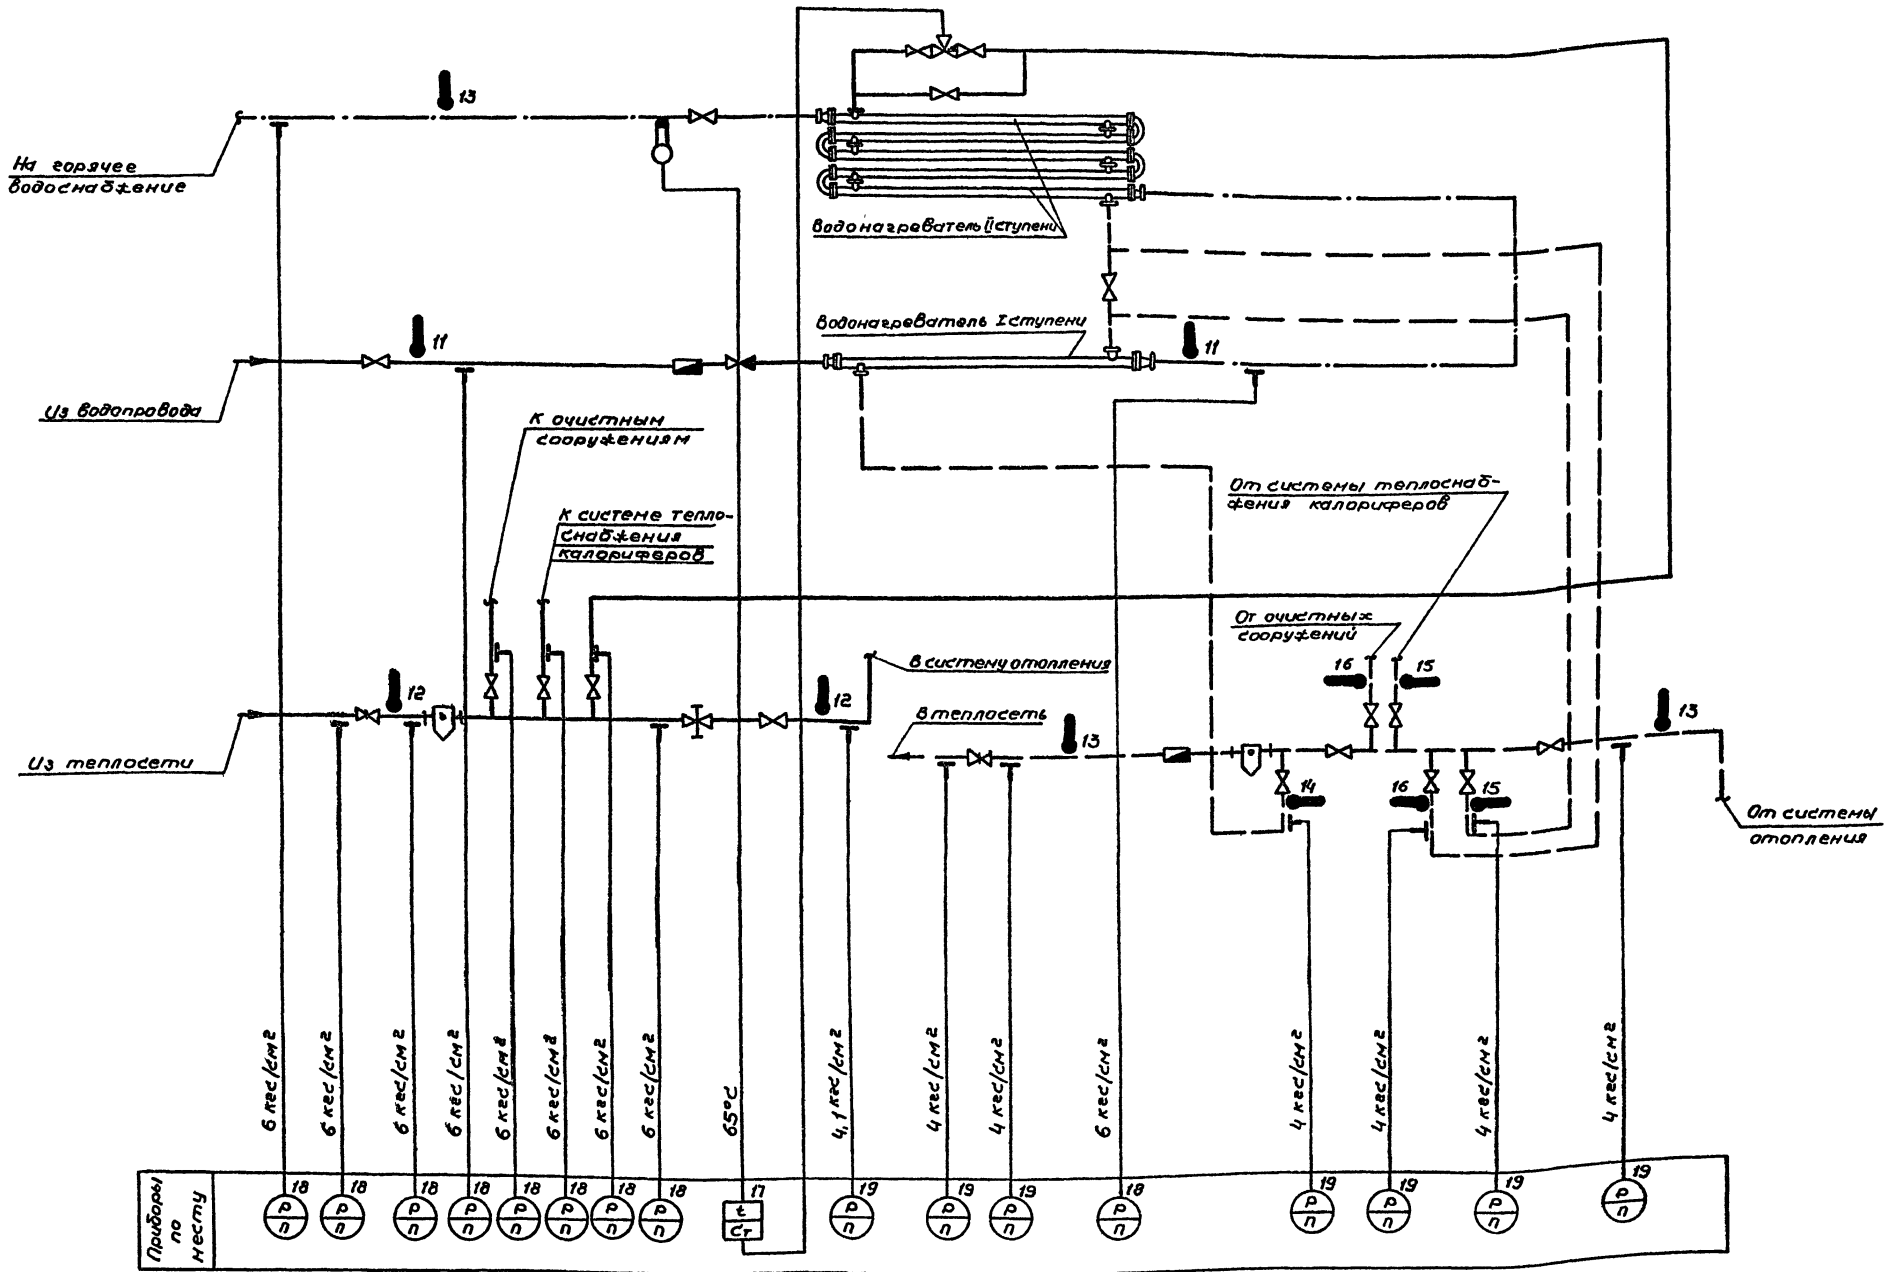 13
На горячее
водоснабжение
Водонагреватель II ступени
Водонагреватель I ступени
11
11
Из водопровода
К очистным
сооружениям
К системе тепло-
снабжения
калориферов
От системы теплоснаб-
жения калориферов
От очистных
сооружений
16
15
12
12
В систему отопления
В теплосеть
13
13
Из теплосети
14
16
15
От системы
отопления
6 кгс/см2
6 кгс/см2
6 кгс/см2
6 кгс/см2
6 кгс/см2
6 кгс/см2
6 кгс/см2
6 кгс/см2
65°С
4,1 кгс/см2
4 кгс/см2
4 кгс/см2
6 кгс/см2
4 кгс/см2
4 кгс/см2
4 кгс/см2
4 кгс/см2
Приборы
по
месту
18 18 18 18 18 18 18 18 17 19 19 19 18 19 19 19 19
P P P P P P P P t P P P P P P P P
п п п п п п п п Ст п п п п п п п п